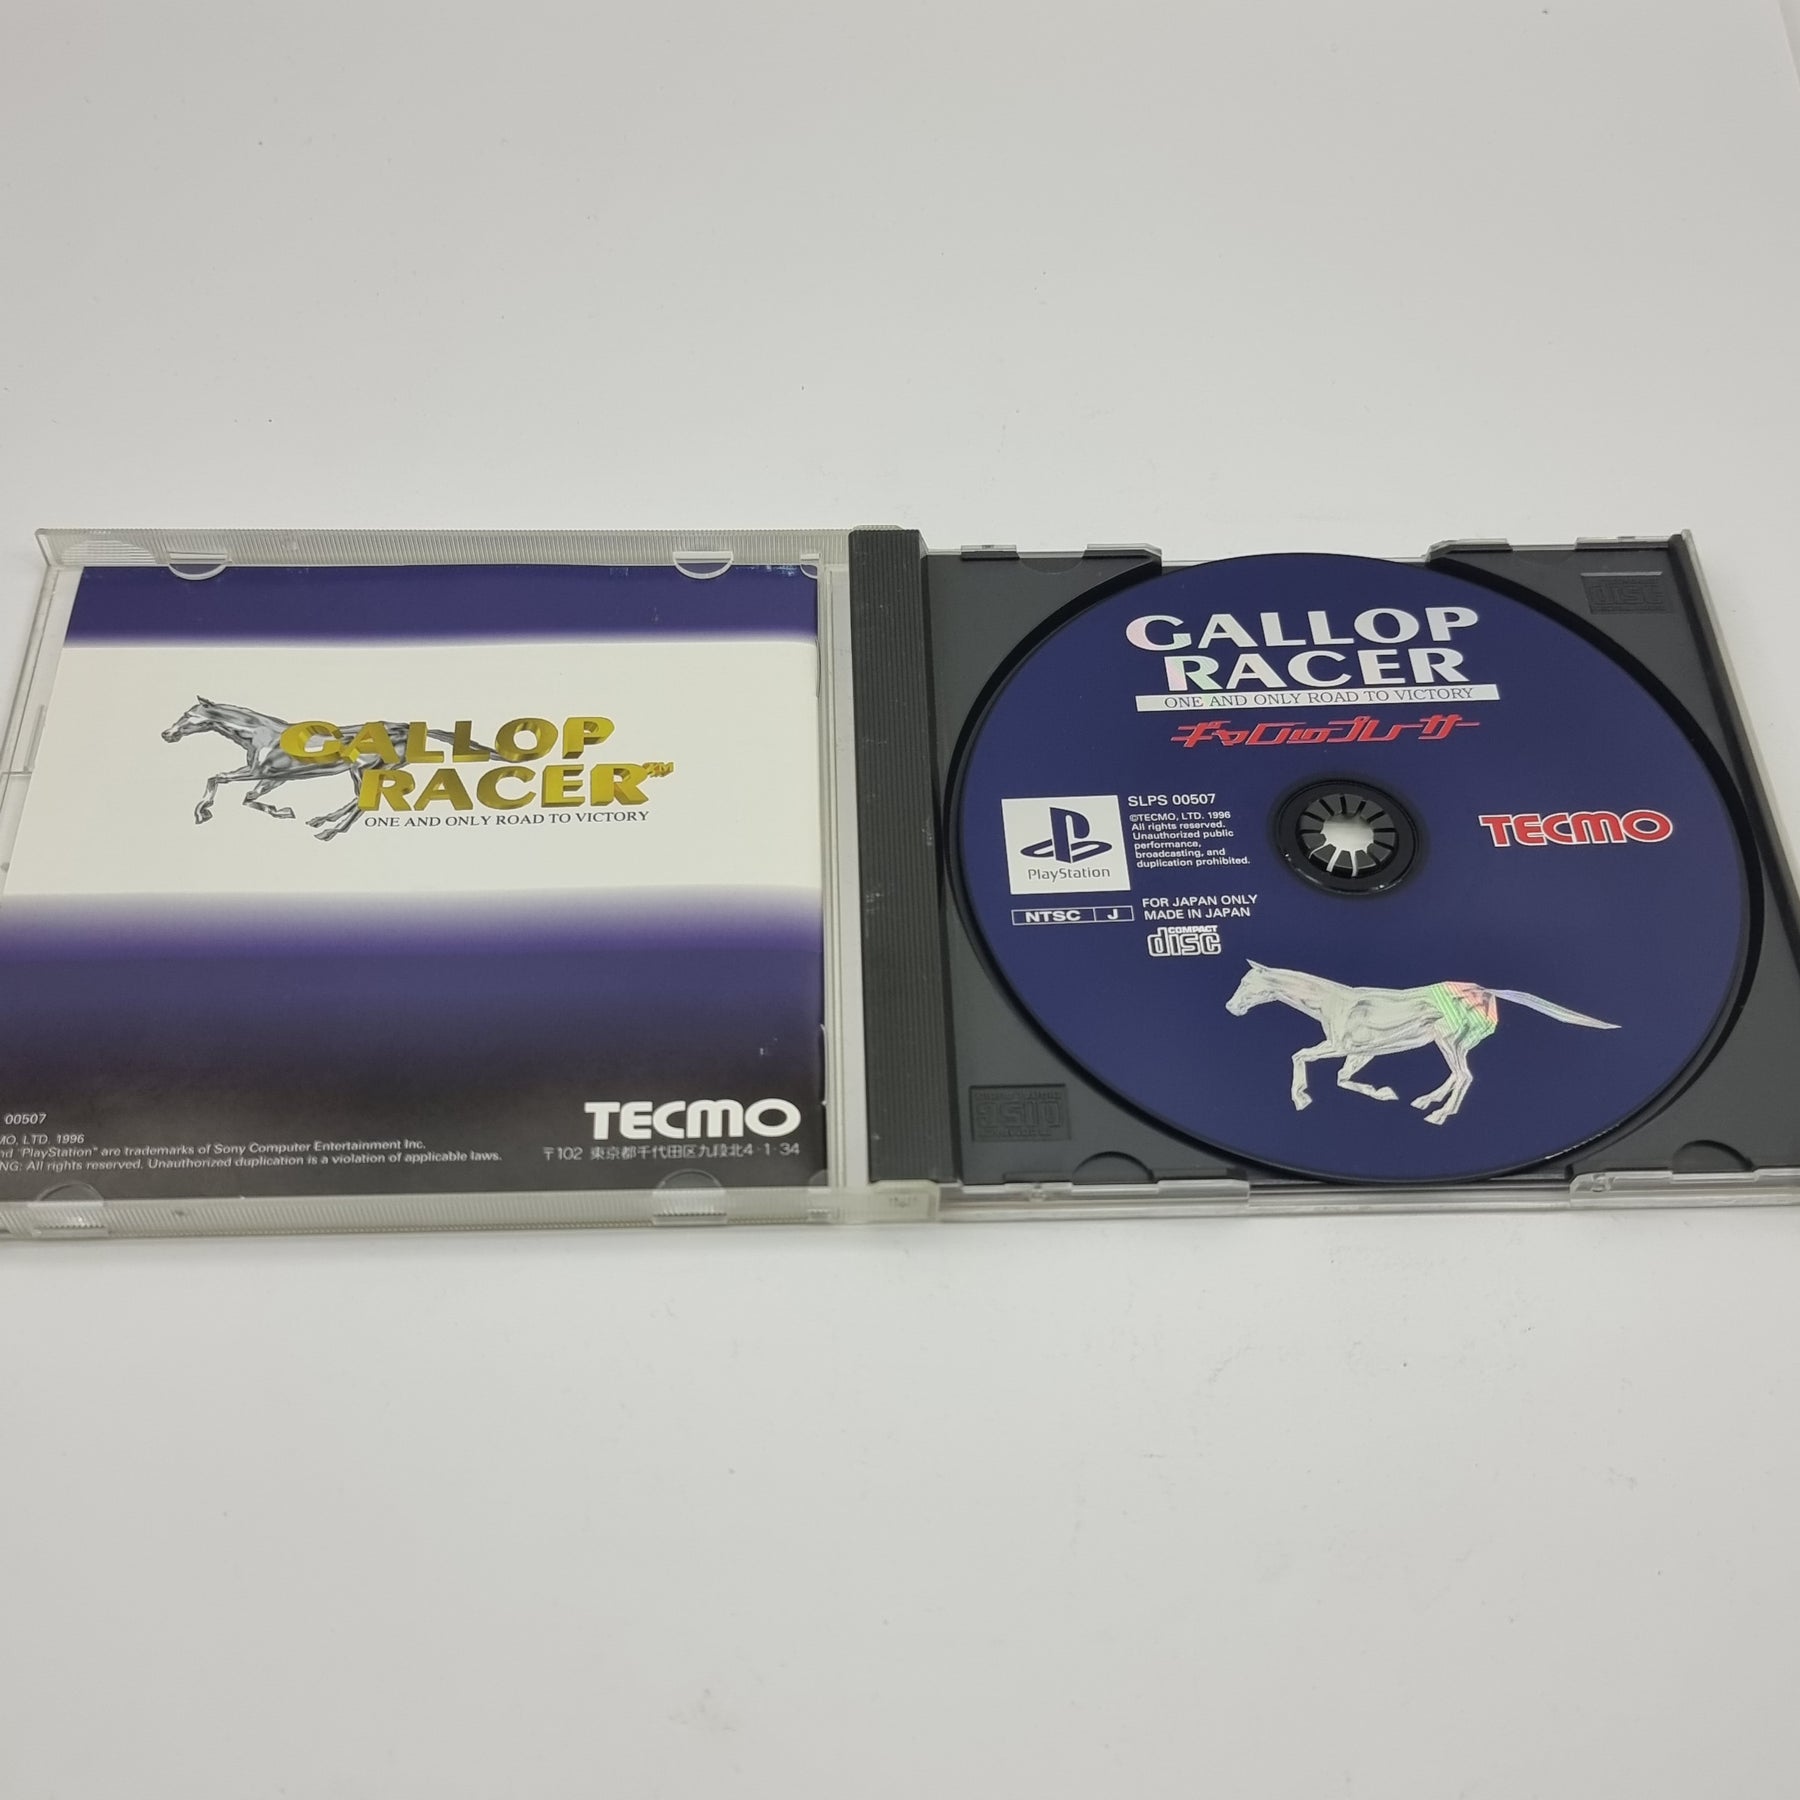 GALLOP
RACER™
ONE AND ONLY ROAD TO VICTORY
00507
MO, LTD. 1996
"PlayStation" are trademarks of Sony Computer Entertainment Inc.
NG: All rights reserved. Unauthorized duplication is a violation of applicable laws.
TECMO
〒102 東京都千代田区九段北4-1-34
GALLOP
RACER
ONE AND ONLY ROAD TO VICTORY
ギャロップレーサー
SLPS 00507
©TECMO, LTD. 1996
All rights reserved.
Unauthorized public
performance,
broadcasting, and
duplication prohibited.
PlayStation
NTSC J
FOR JAPAN ONLY
MADE IN JAPAN
COMPACT
disc
TECMO